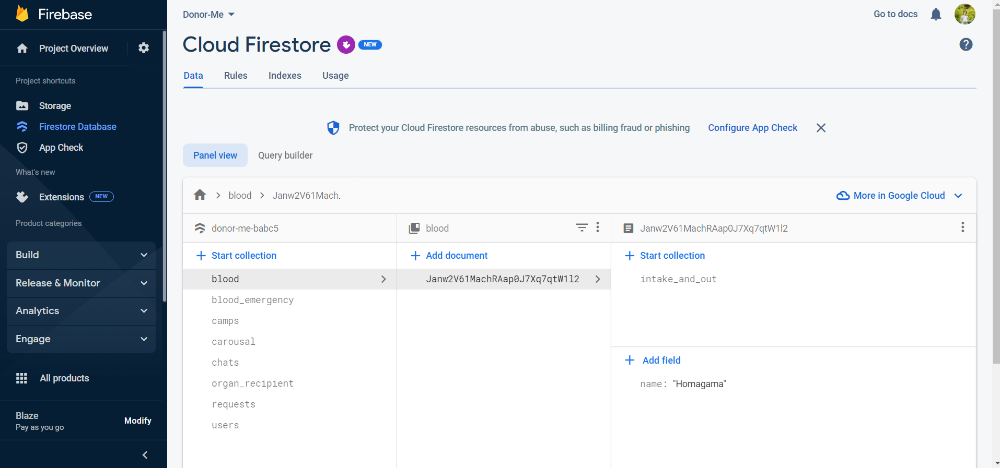 Firebase
Project Overview
Project shortcuts
Storage
Firestore Database
App Check
What's new
Extensions NEW
Product categories
Build
Release & Monitor
Analytics
Engage
All products
Blaze
Pay as you go
Modify
Donor-Me
Go to docs
Cloud Firestore NEW
Data Rules Indexes Usage
Protect your Cloud Firestore resources from abuse, such as billing fraud or phishing Configure App Check
Panel view Query builder
blood Janw2V61Mach.
More in Google Cloud
donor-me-babc5
Start collection
blood
blood_emergency
camps
carousal
chats
organ_recipient
requests
users
blood
Add document
Janw2V61MachRAap0J7Xq7qtW1l2
Janw2V61MachRAap0J7Xq7qtW1l2
Start collection
intake_and_out
Add field
name: "Homagama"